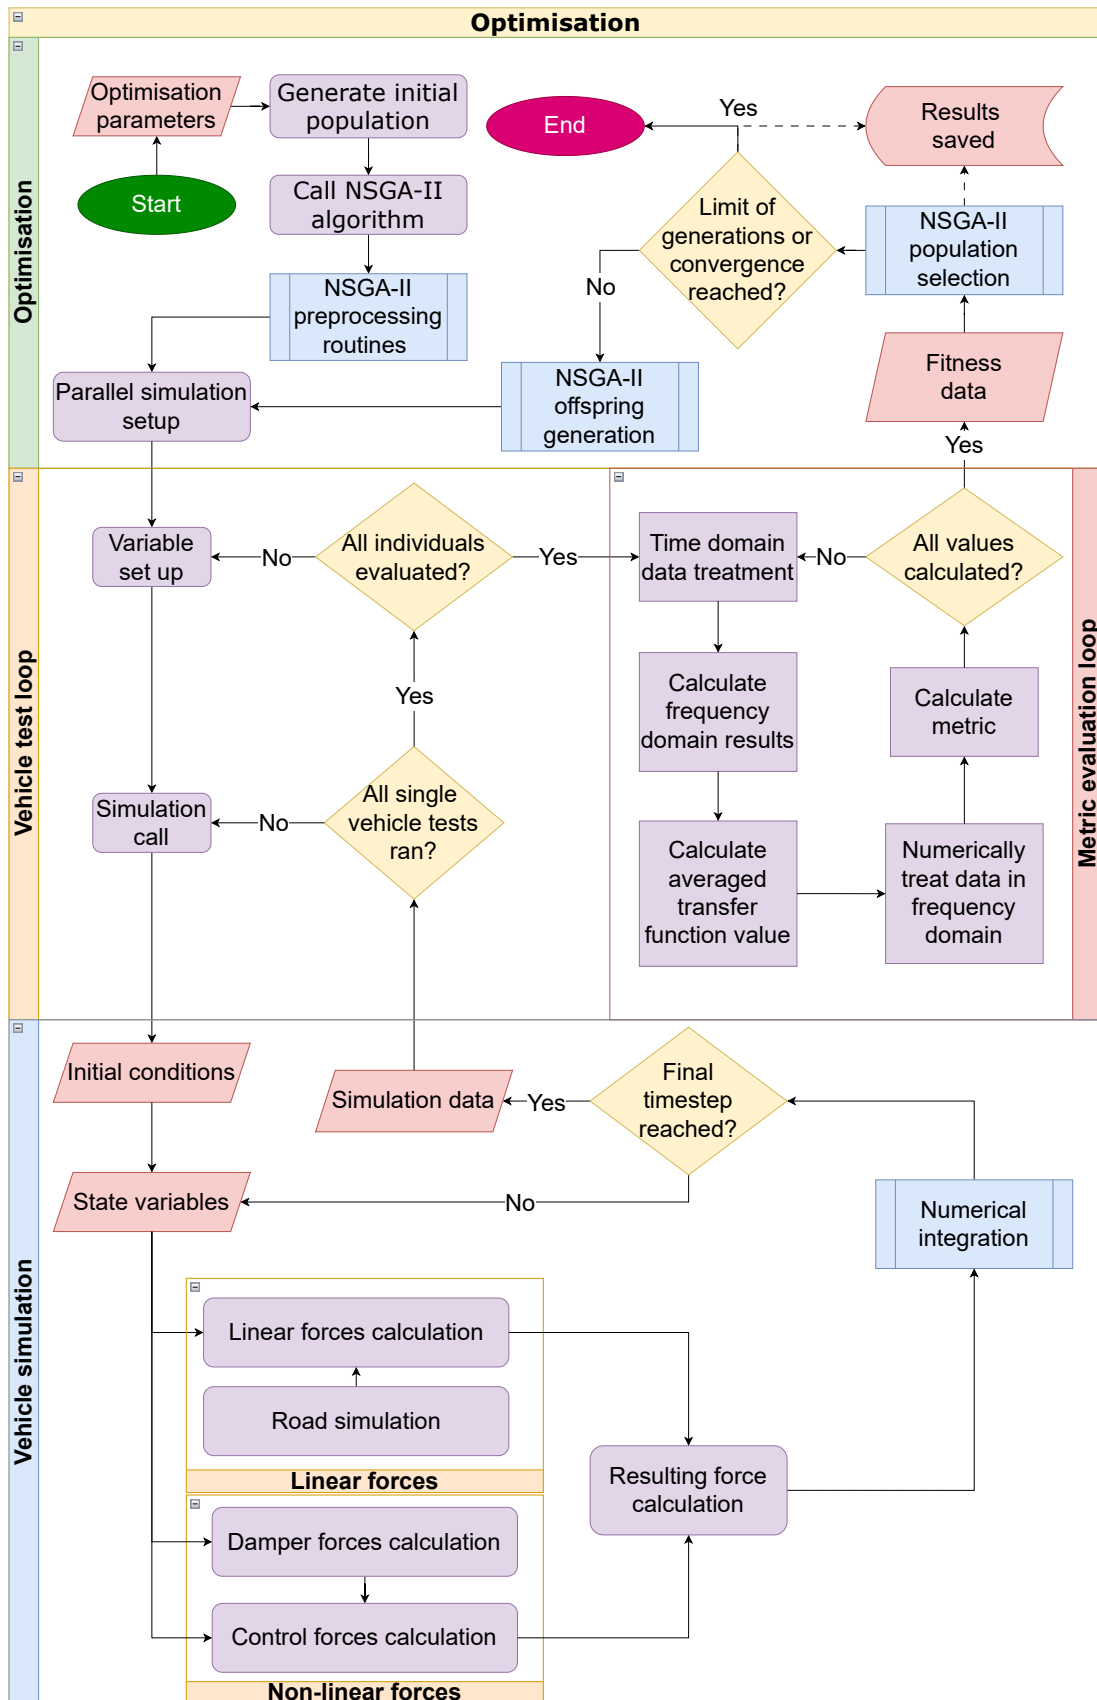 Optimisation
Optimisation
Optimisation
parameters
Generate initial
population
Start
Call NSGA-II
algorithm
NSGA-II
preprocessing
routines
Parallel simulation
setup
End
Yes
Results
saved
Limit of
generations or
convergence
reached?
NSGA-II
population
selection
No
NSGA-II
offspring
generation
Fitness
data
Yes
Vehicle test loop
Variable
set up
No
All individuals
evaluated?
Yes
Yes
Simulation
call
No
All single
vehicle tests
ran?
Metric evaluation loop
Time domain
data treatment
No
All values
calculated?
Calculate
frequency
domain results
Calculate
metric
Calculate
averaged
transfer
function value
Numerically
treat data in
frequency
domain
Vehicle simulation
Initial conditions
Simulation data
Yes
Final
timestep
reached?
State variables
No
Numerical
integration
Linear forces calculation
Road simulation
Linear forces
Resulting force
calculation
Damper forces calculation
Control forces calculation
Non-linear forces